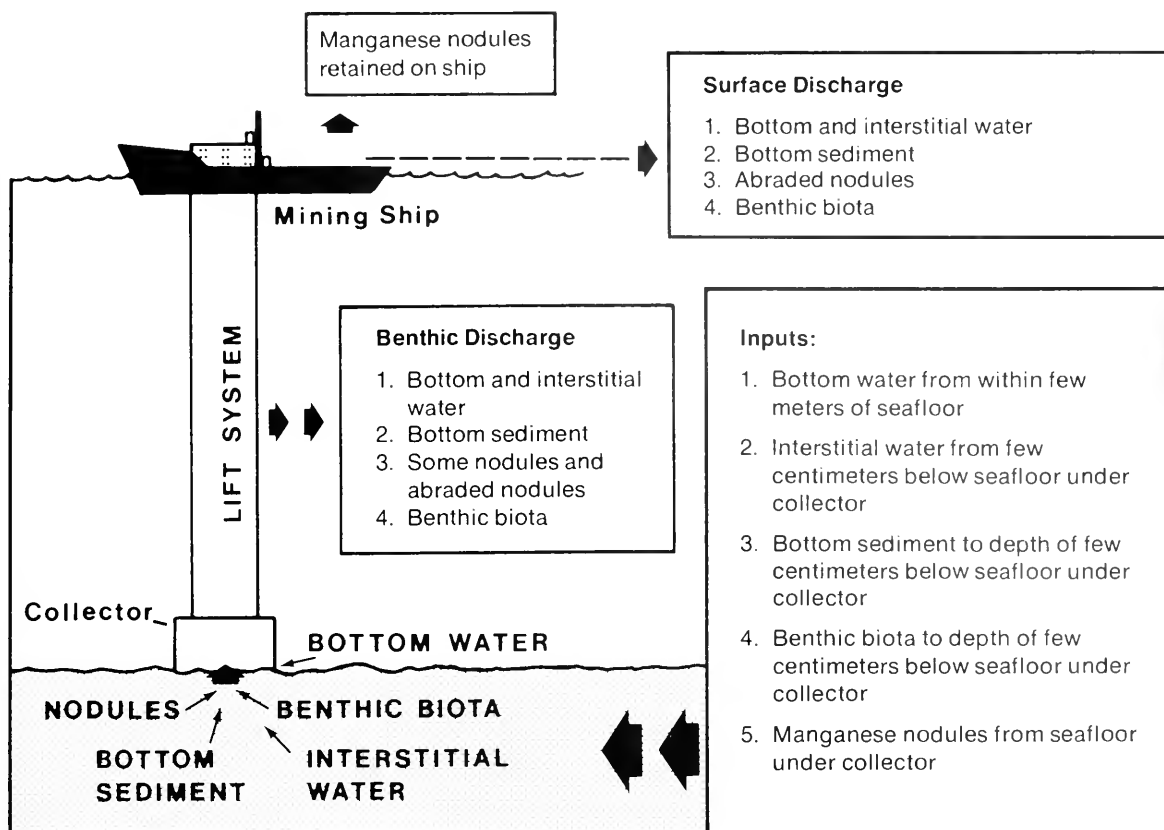 Manganese nodules
retained on ship
Surface Discharge
1. Bottom and interstitial water
2. Bottom sediment
3. Abraded nodules
4. Benthic biota
Mining Ship
LIFT SYSTEM
Benthic Discharge
1. Bottom and interstitial
water
2. Bottom sediment
3. Some nodules and
abraded nodules
4. Benthic biota
Inputs:
1. Bottom water from within few
meters of seafloor
2. Interstitial water from few
centimeters below seafloor under
collector
3. Bottom sediment to depth of few
centimeters below seafloor under
collector
4. Benthic biota to depth of few
centimeters below seafloor under
collector
5. Manganese nodules from seafloor
under collector
Collector
BOTTOM WATER
NODULES
BENTHIC BIOTA
BOTTOM
SEDIMENT
INTERSTITIAL
WATER